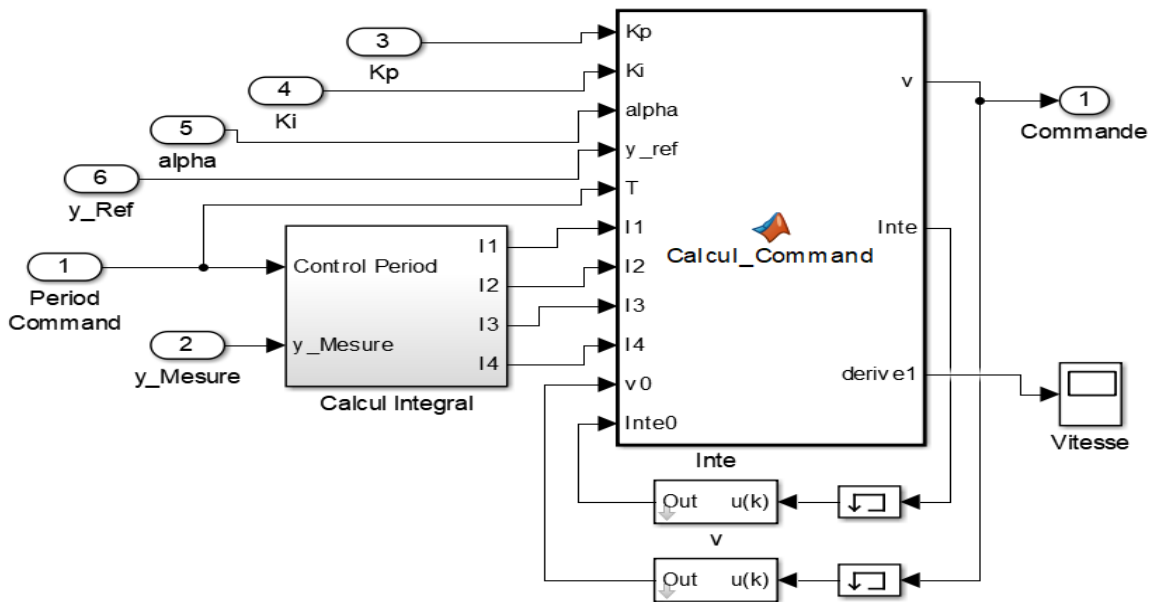 3
Kp
4
Ki
5
alpha
6
y_Ref
1
Period
Command
2
y_Mesure
Control Period
y_Mesure
I1
I2
I3
I4
Calcul Integral
Kp
Ki
alpha
y_ref
T
I1
I2
I3
I4
v0
Inte0
Calcul_Command
v
Inte
derive1
1
Commande
Vitesse
Inte
Out u(k)
v
Out u(k)